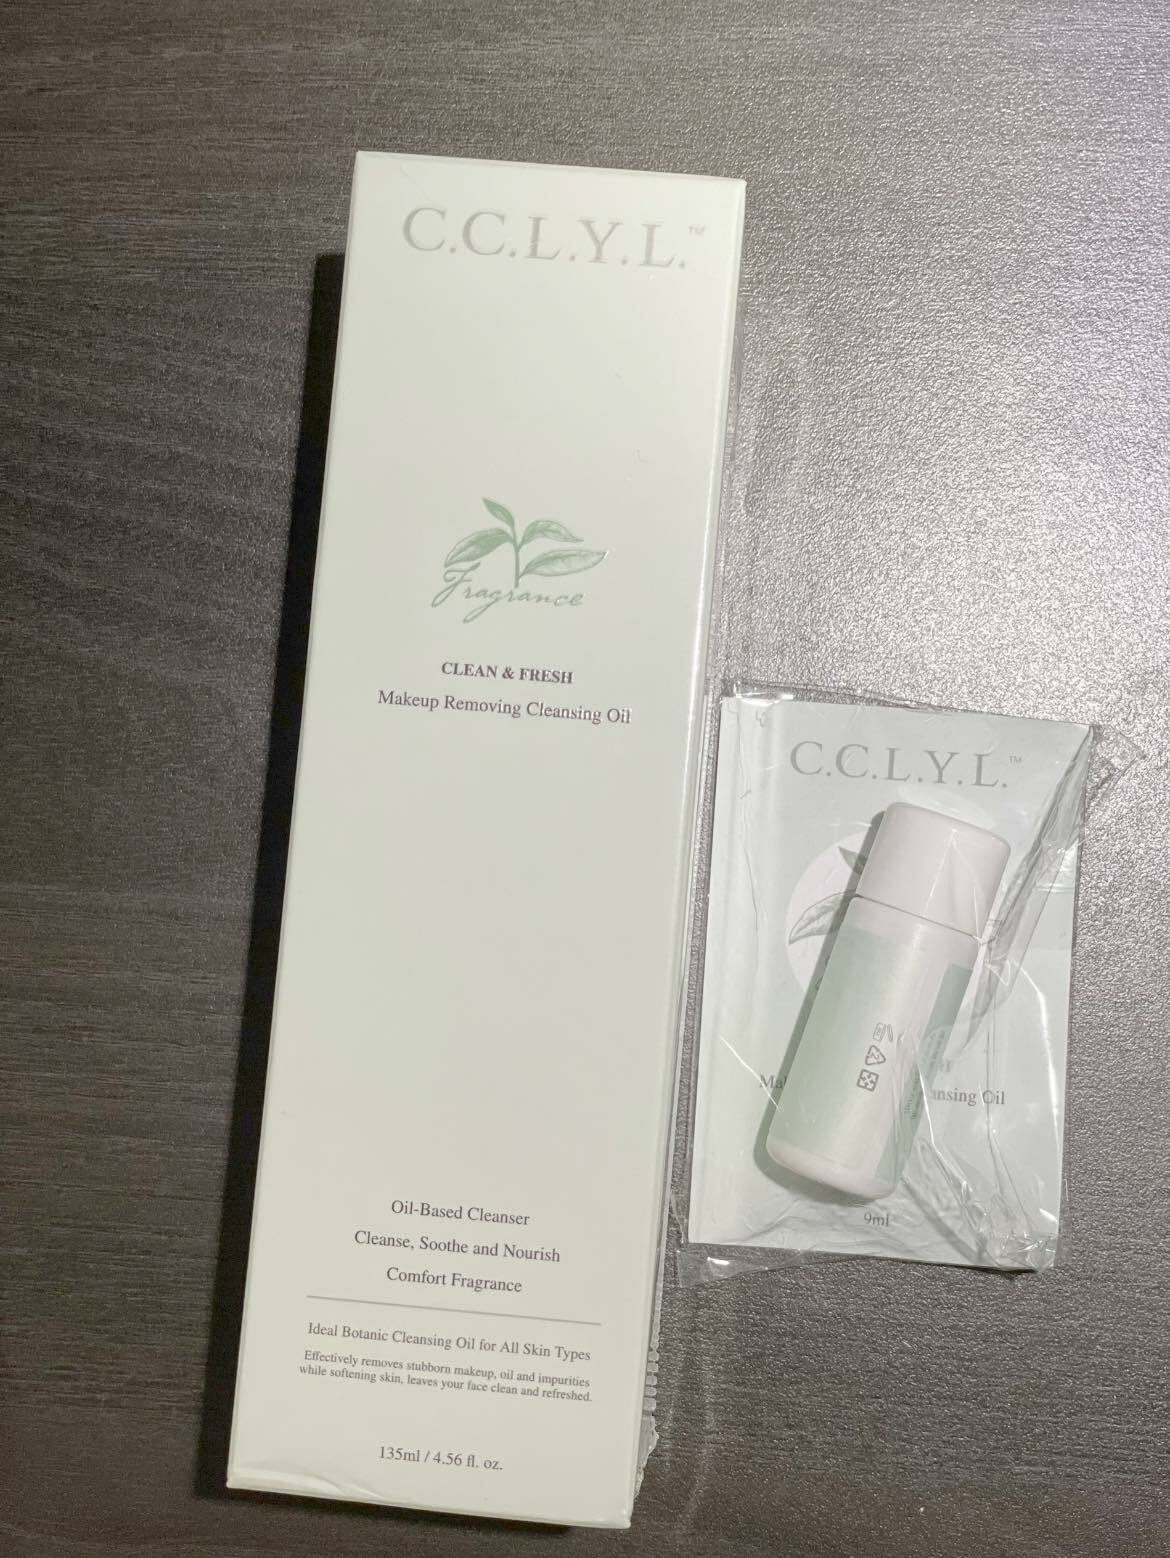 C.C.L.Y.L.™
Fragrance
CLEAN & FRESH
Makeup Removing Cleansing Oil
Oil-Based Cleanser
Cleanse, Soothe and Nourish
Comfort Fragrance
Ideal Botanic Cleansing Oil for All Skin Types
Effectively removes stubborn makeup, oil and impurities
while softening skin, leaves your face clean and refreshed.
135ml / 4.56 fl. oz.
C.C.L.Y.L.™
Oil
9ml